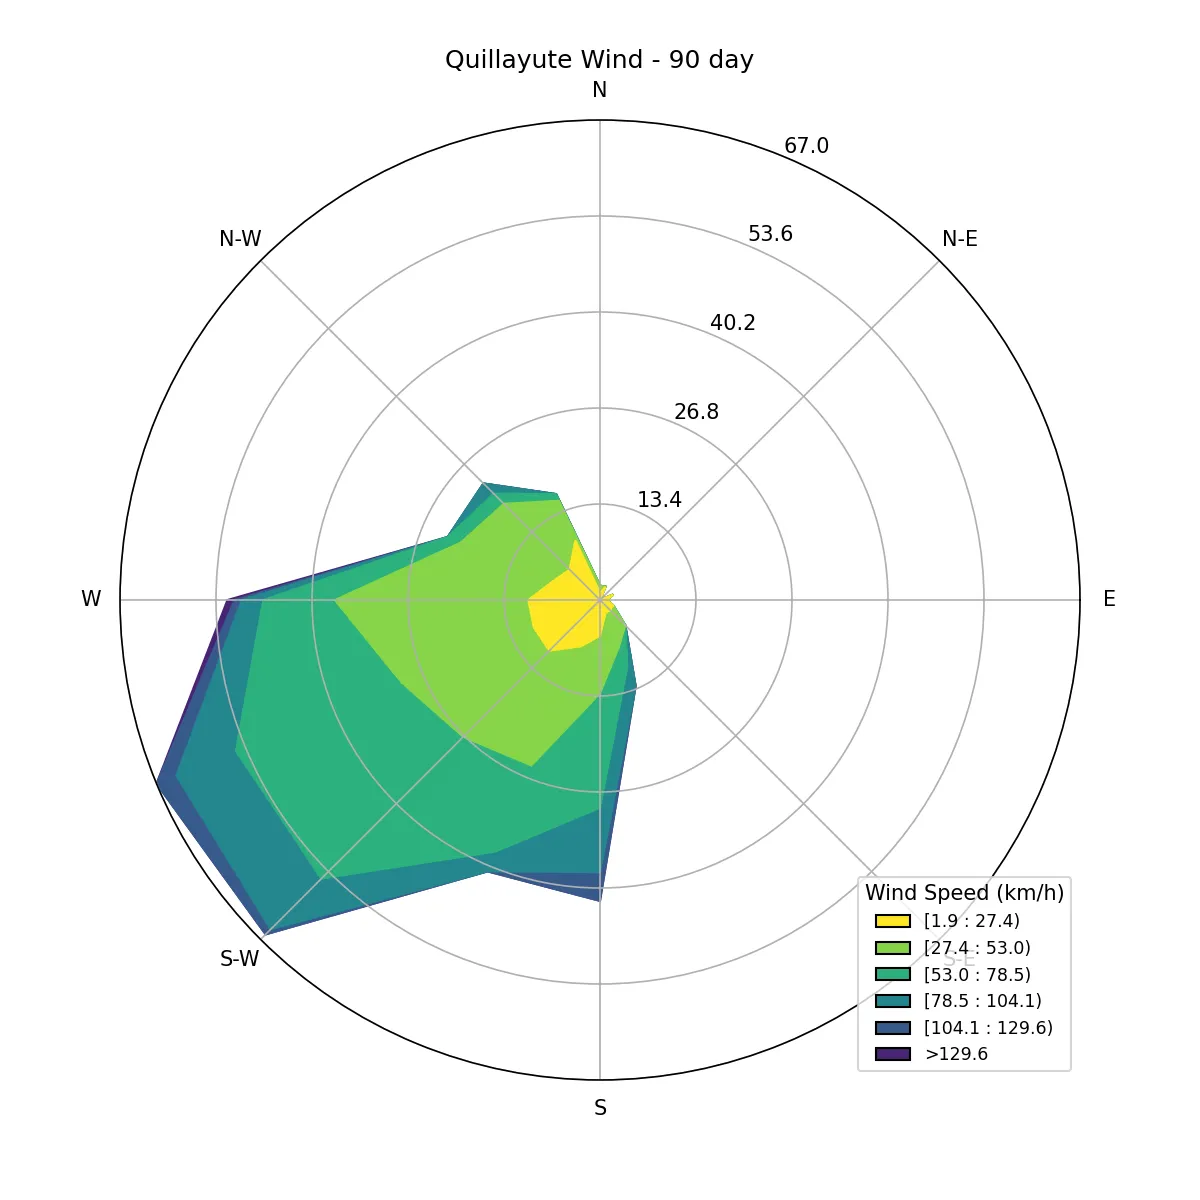 Quillayute Wind - 90 day
N
67.0
53.6
N-W
N-E
40.2
26.8
13.4
W
E
S-W
S-E
S
Wind Speed (km/h)
[1.9 : 27.4)
[27.4 : 53.0)
[53.0 : 78.5)
[78.5 : 104.1)
[104.1 : 129.6)
>129.6